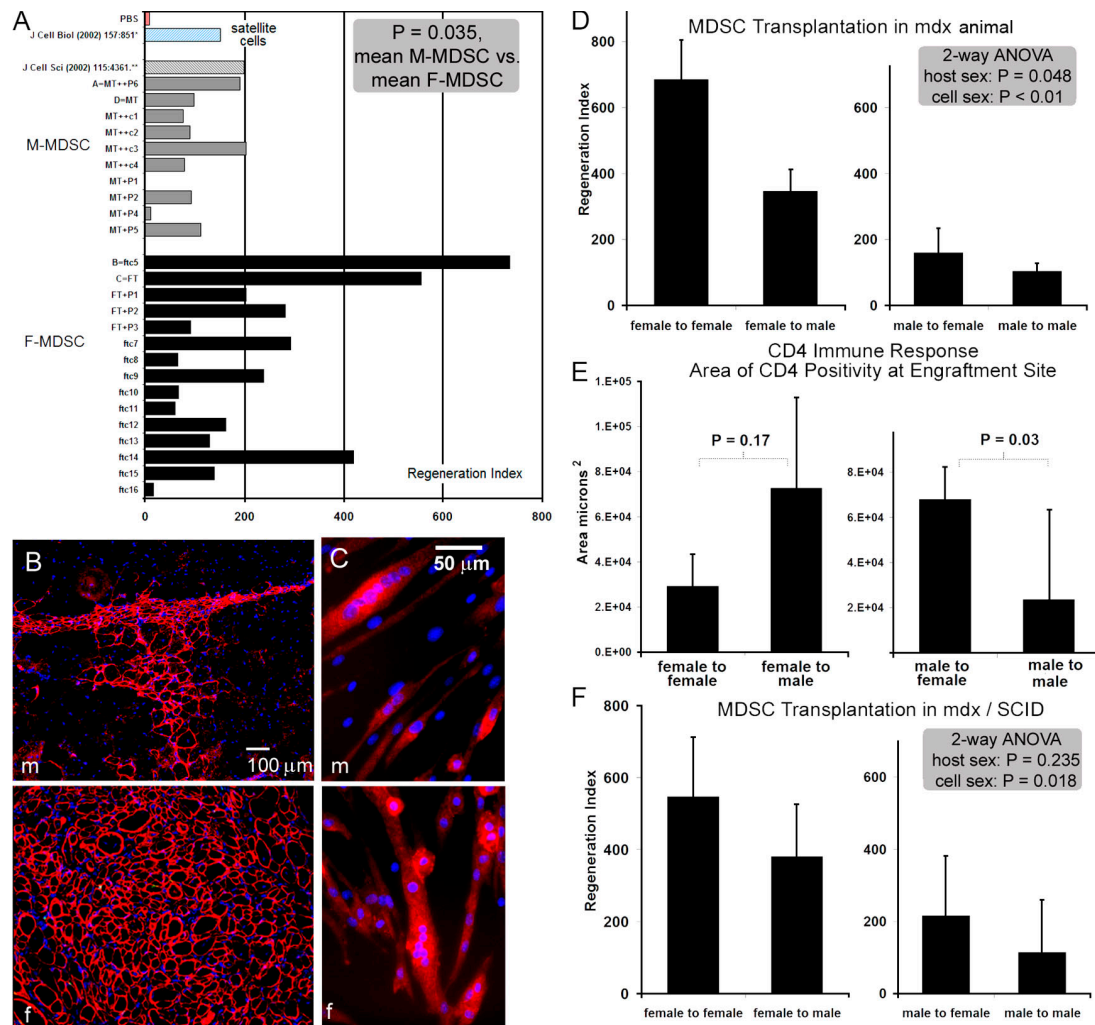 A
PBS
J Cell Biol (2002) 157:851*
satellite
cells
J Cell Sci (2002) 115:4361.**
A=MT++P6
D=MT
MT++c1
MT++c2
MT++c3
MT++c4
MT+P1
MT+P2
MT+P4
MT+P5
M-MDSC
P = 0.035,
mean M-MDSC vs.
mean F-MDSC
B=ftc5
C=FT
FT+P1
FT+P2
FT+P3
ftc7
ftc8
ftc9
ftc10
ftc11
ftc12
ftc13
ftc14
ftc15
ftc16
F-MDSC
Regeneration Index
0 200 400 600 800
B
m
100 μm
f
C
50 μm
m
f
D
MDSC Transplantation in mdx animal
2-way ANOVA
host sex: P = 0.048
cell sex: P < 0.01
Regeneration Index
800
600
400
200
0
800
600
400
200
0
female to female female to male
male to female male to male
CD4 Immune Response
E
Area of CD4 Positivity at Engraftment Site
Area microns 2
1.E+05
1.E+05
8.E+04
6.E+04
4.E+04
2.E+04
0.E+00
P = 0.17
8.E+04
6.E+04
4.E+04
2.E+04
P = 0.03
female to
female
female to
male
male to
female
male to
male
F
MDSC Transplantation in mdx / SCID
2-way ANOVA
host sex: P = 0.235
cell sex: P = 0.018
Regeneration Index
800
600
400
200
0
600
400
200
0
female to female female to male
male to female male to male